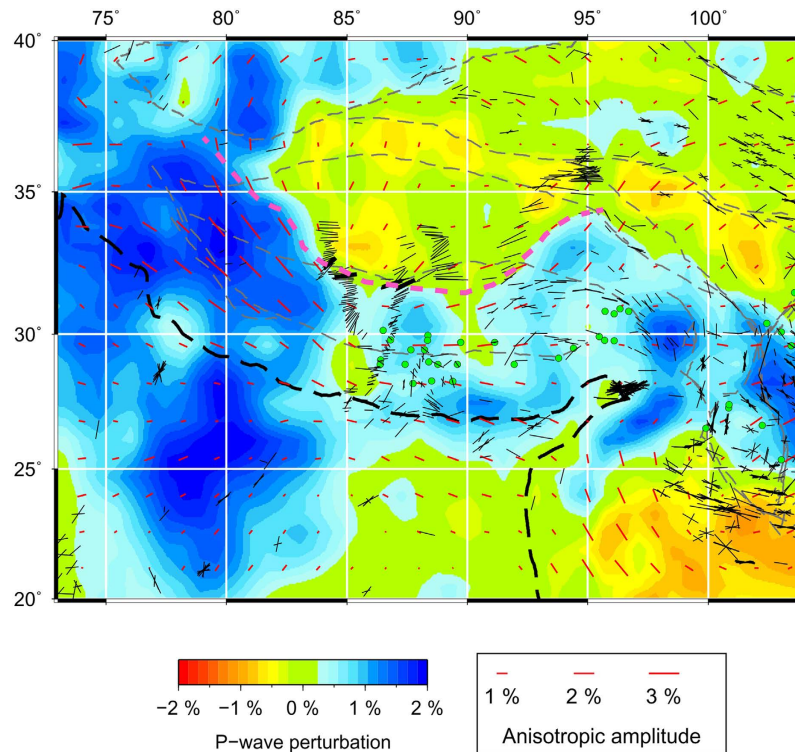 75° 80° 85° 90° 95° 100°
40°
35°
30°
25°
20°
−2 % −1 % 0 % 1 % 2 %
P−wave perturbation
1 % 2 % 3 %
Anisotropic amplitude